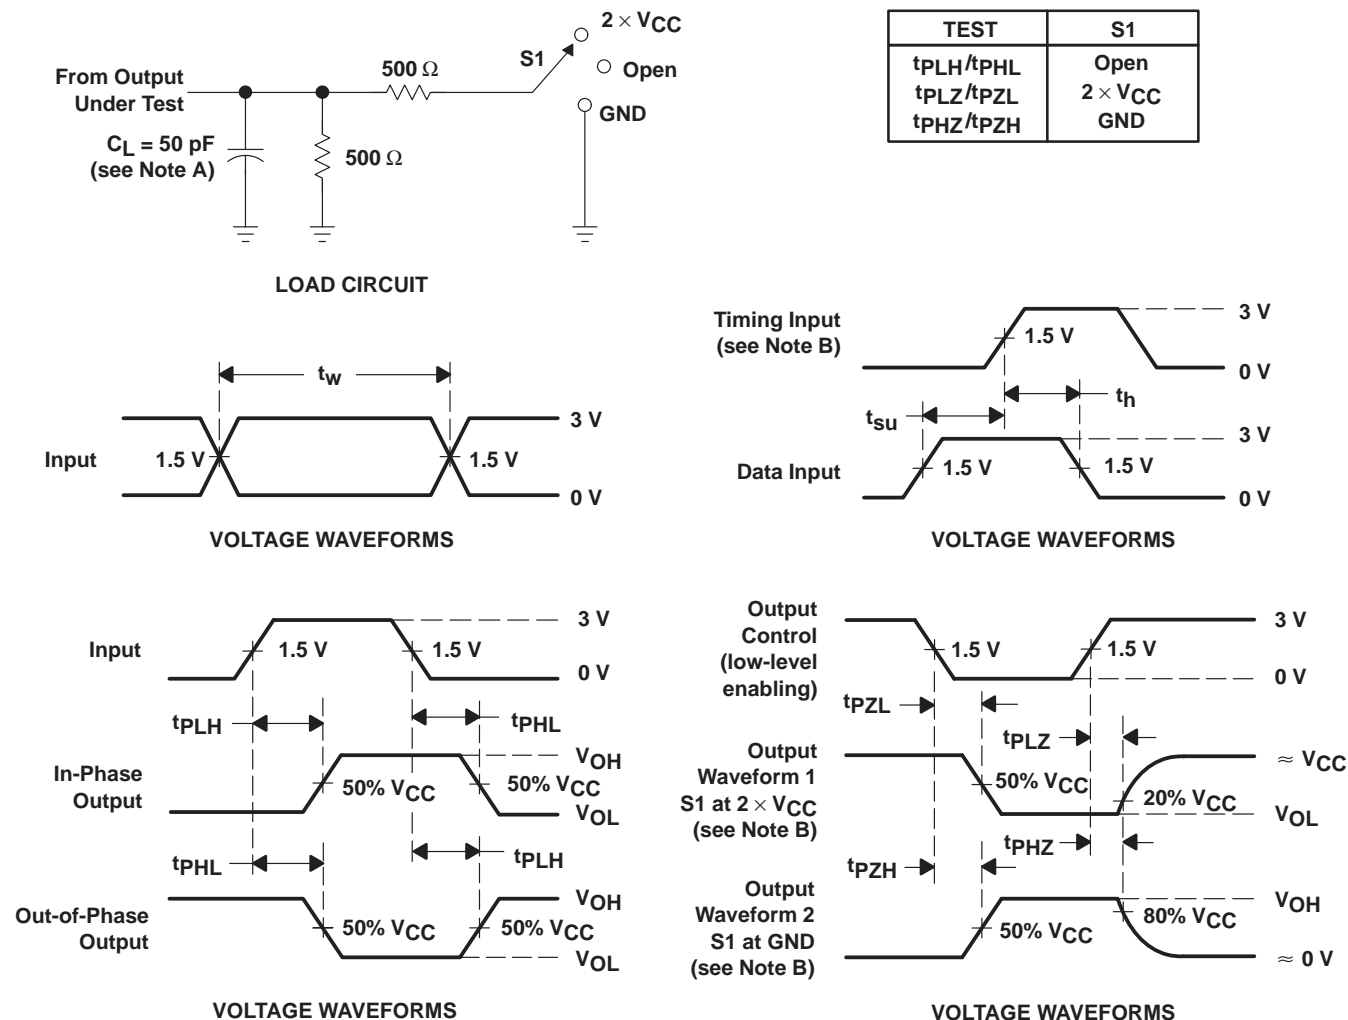 2 × VCC
S1
Open
GND
From Output
Under Test
500 Ω
CL = 50 pF
(see Note A)
500 Ω
LOAD CIRCUIT
TEST S1
tPLH/tPHL Open
tPLZ/tPZL 2 × VCC
tPHZ/tPZH GND
Timing Input
(see Note B)
1.5 V
3 V
0 V
th
tsu
Data Input
1.5 V
1.5 V
3 V
0 V
VOLTAGE WAVEFORMS
tw
Input
1.5 V
1.5 V
3 V
0 V
VOLTAGE WAVEFORMS
Input
1.5 V
1.5 V
3 V
0 V
tPLH
tPHL
In-Phase
Output
50% VCC
50% VCC
VOH
VOL
tPHL
tPLH
Out-of-Phase
Output
50% VCC
50% VCC
VOH
VOL
VOLTAGE WAVEFORMS
Output
Control
(low-level
enabling)
1.5 V
1.5 V
3 V
0 V
tPZL
tPLZ
Output
Waveform 1
S1 at 2 × VCC
(see Note B)
50% VCC
20% VCC
≈ VCC
VOL
tPZH
tPHZ
Output
Waveform 2
S1 at GND
(see Note B)
50% VCC
80% VCC
VOH
≈ 0 V
VOLTAGE WAVEFORMS